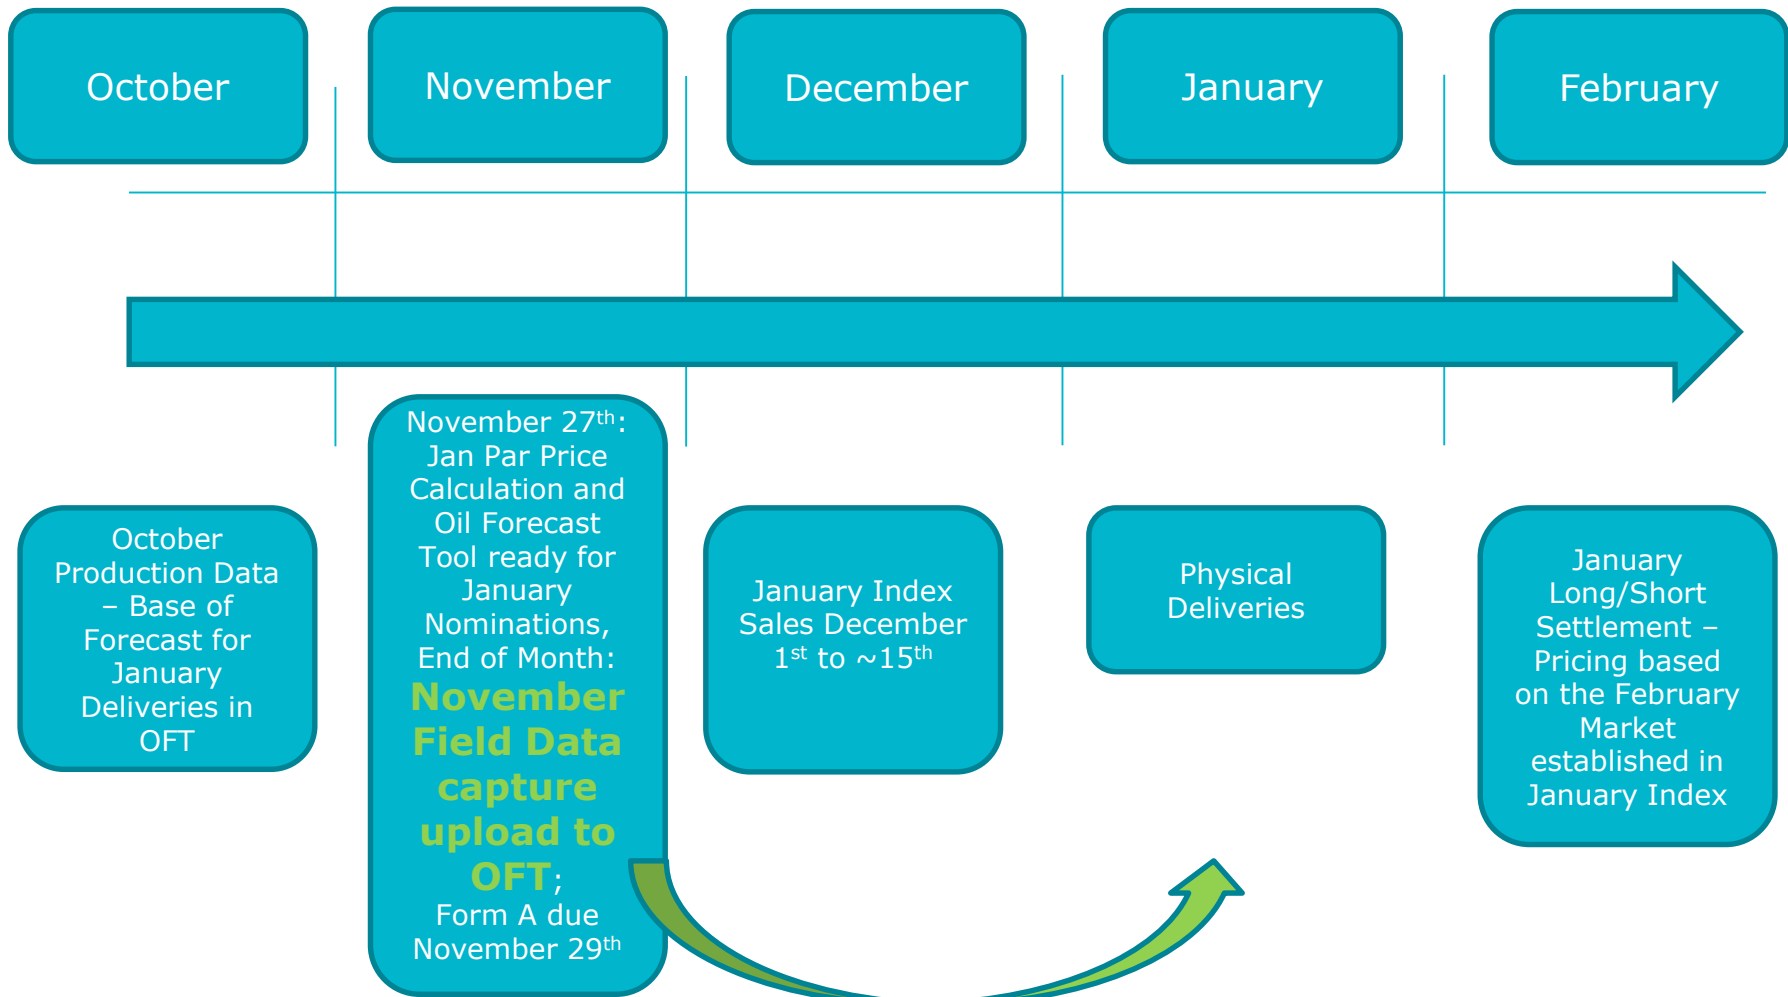 October
November
December
January
February
October
Production Data
– Base of
Forecast for
January
Deliveries in
OFT
November 27th:
Jan Par Price
Calculation and
Oil Forecast
Tool ready for
January
Nominations,
End of Month:
November
Field Data
capture
upload to
OFT;
Form A due
November 29th
January Index
Sales December
1st to ~15th
Physical
Deliveries
January
Long/Short
Settlement –
Pricing based
on the February
Market
established in
January Index